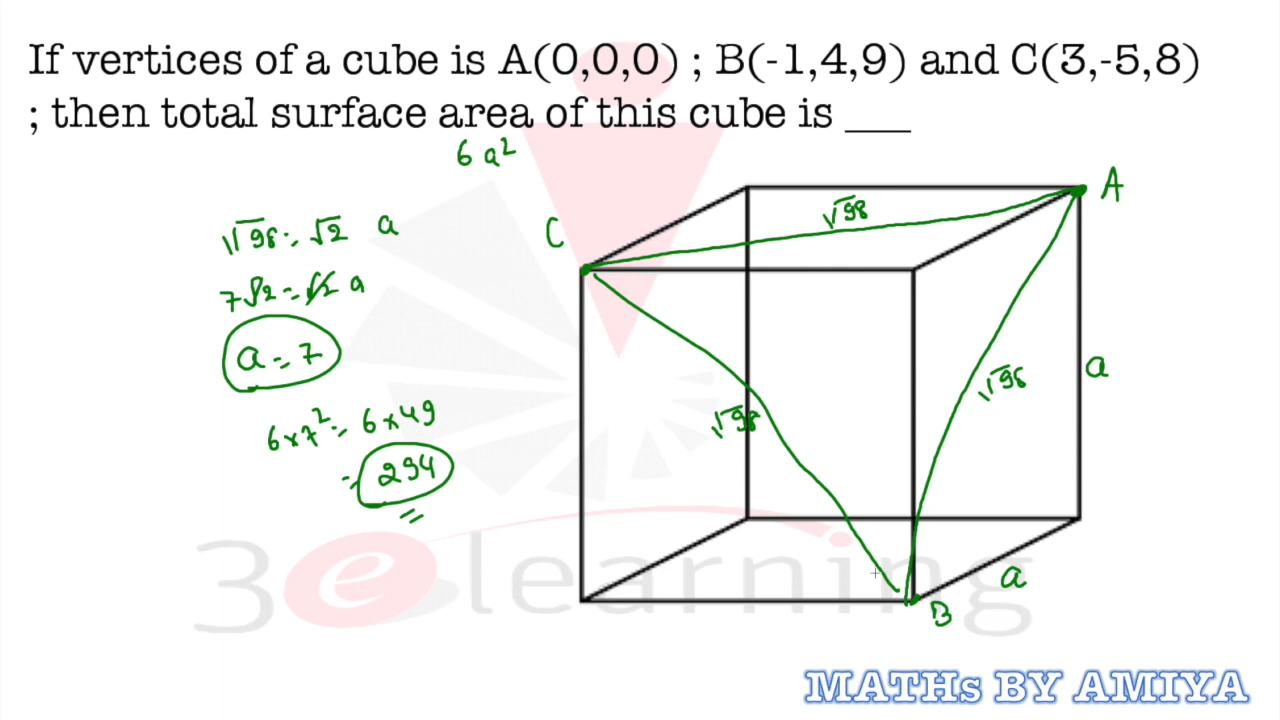 If vertices of a cube is A(0,0,0) ; B(-1,4,9) and C(3,-5,8)
; then total surface area of this cube is ___
6 a²
√98 = √2 a
7√2 = √2 a
a = 7
6×7² = 6×49
= 294
C
A
√98
√98
√98
a
a
B
3elearning
MATHs BY AMIYA